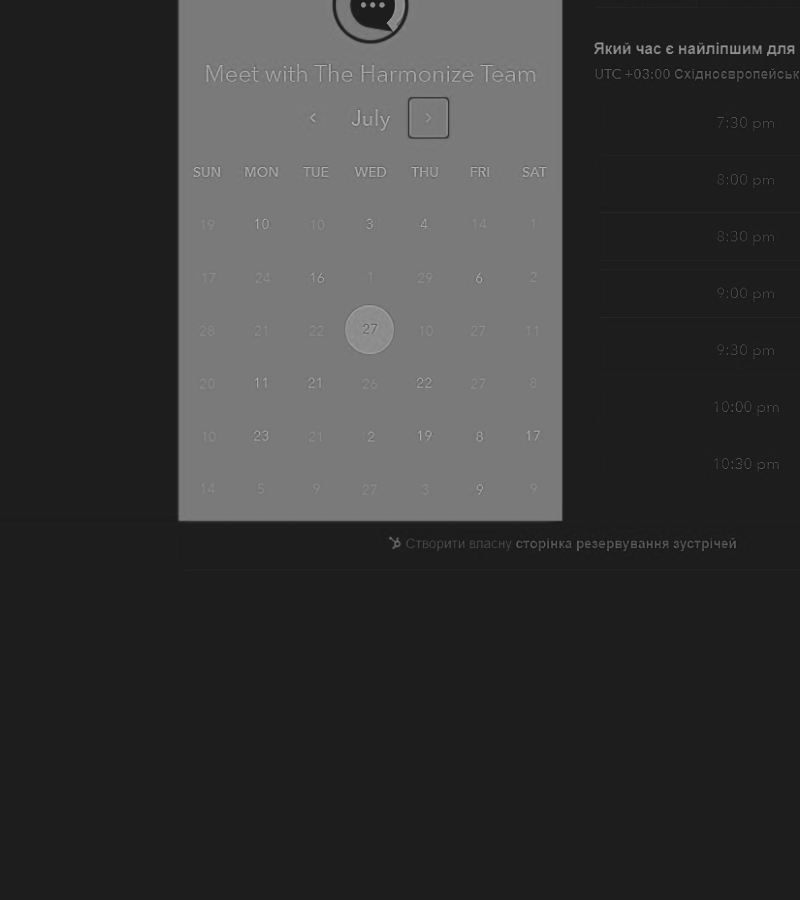 Meet with The Harmonize Team
July
SUN MON TUE WED THU FRI SAT
19 10 10 3 4 14 1
17 24 16 1 29 6 2
28 21 22 27 10 27 11
20 11 21 26 22 27 8
10 23 21 2 19 8 17
14 5 9 27 3 9 9
Який час є найліпшим для
UTC +03:00 Східноєвропейськ
7:30 pm
8:00 pm
8:30 pm
9:00 pm
9:30 pm
10:00 pm
10:30 pm
Створити власну сторінка резервування зустрічей